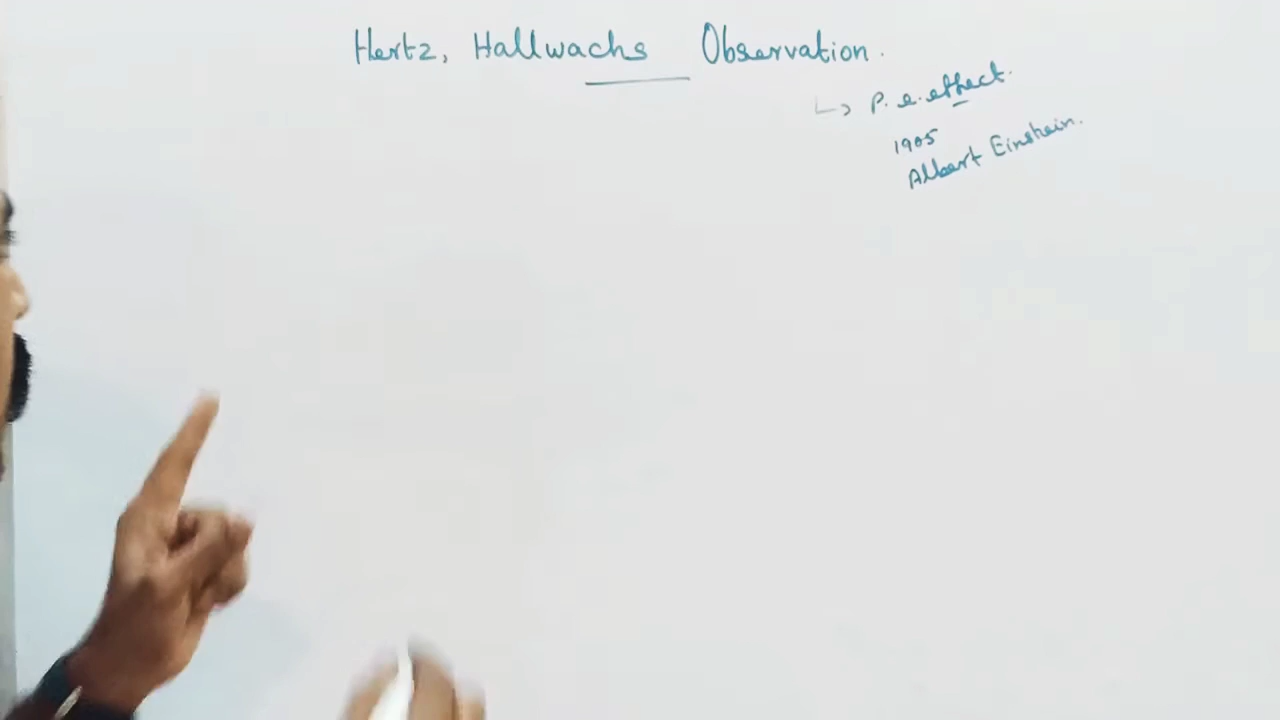 Hertz, Hallwachs Observation.
↳ P.e.effect.
1905
Albert Einstein.